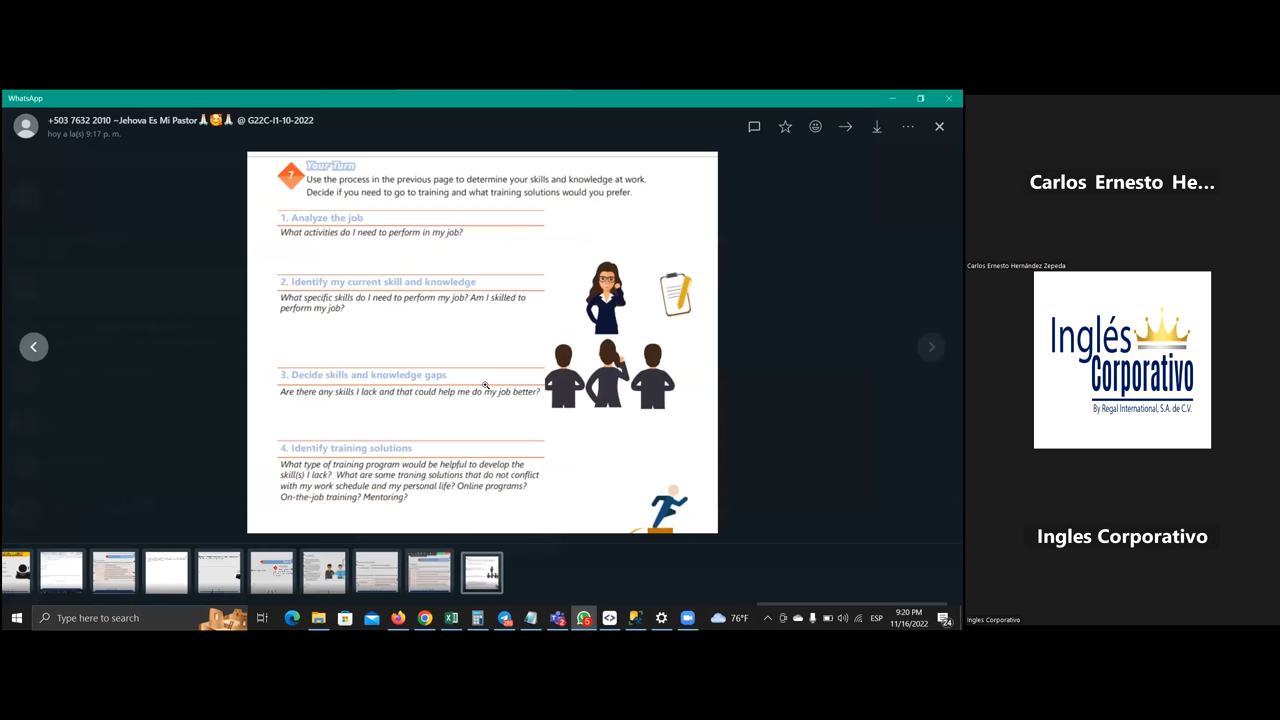 WhatsApp
+503 7632 2010 ~Jehova Es Mi Pastor🙏🏻🥰🙏🏻 @ G22C-I1-10-2022
hoy a la(s) 9:17 p. m.
7
Your Turn
Use the process in the previous page to determine your skills and knowledge at work.
Decide if you need to go to training and what training solutions would you prefer.
1. Analyze the job
What activities do I need to perform in my job?
2. Identify my current skill and knowledge
What specific skills do I need to perform my job? Am I skilled to
perform my job?
3. Decide skills and knowledge gaps
Are there any skills I lack and that could help me do my job better?
4. Identify training solutions
What type of training program would be helpful to develop the
skill(s) I lack? What are some traning solutions that do not conflict
with my work schedule and my personal life? Online programs?
On-the-job training? Mentoring?
Type here to search
76°F
ESP
9:20 PM
11/16/2022
24
Carlos Ernesto He...
Carlos Ernesto Hernández Zepeda
Inglés
Corporativo
By Regal International, S.A. de C.V.
Ingles Corporativo
Ingles Corporativo